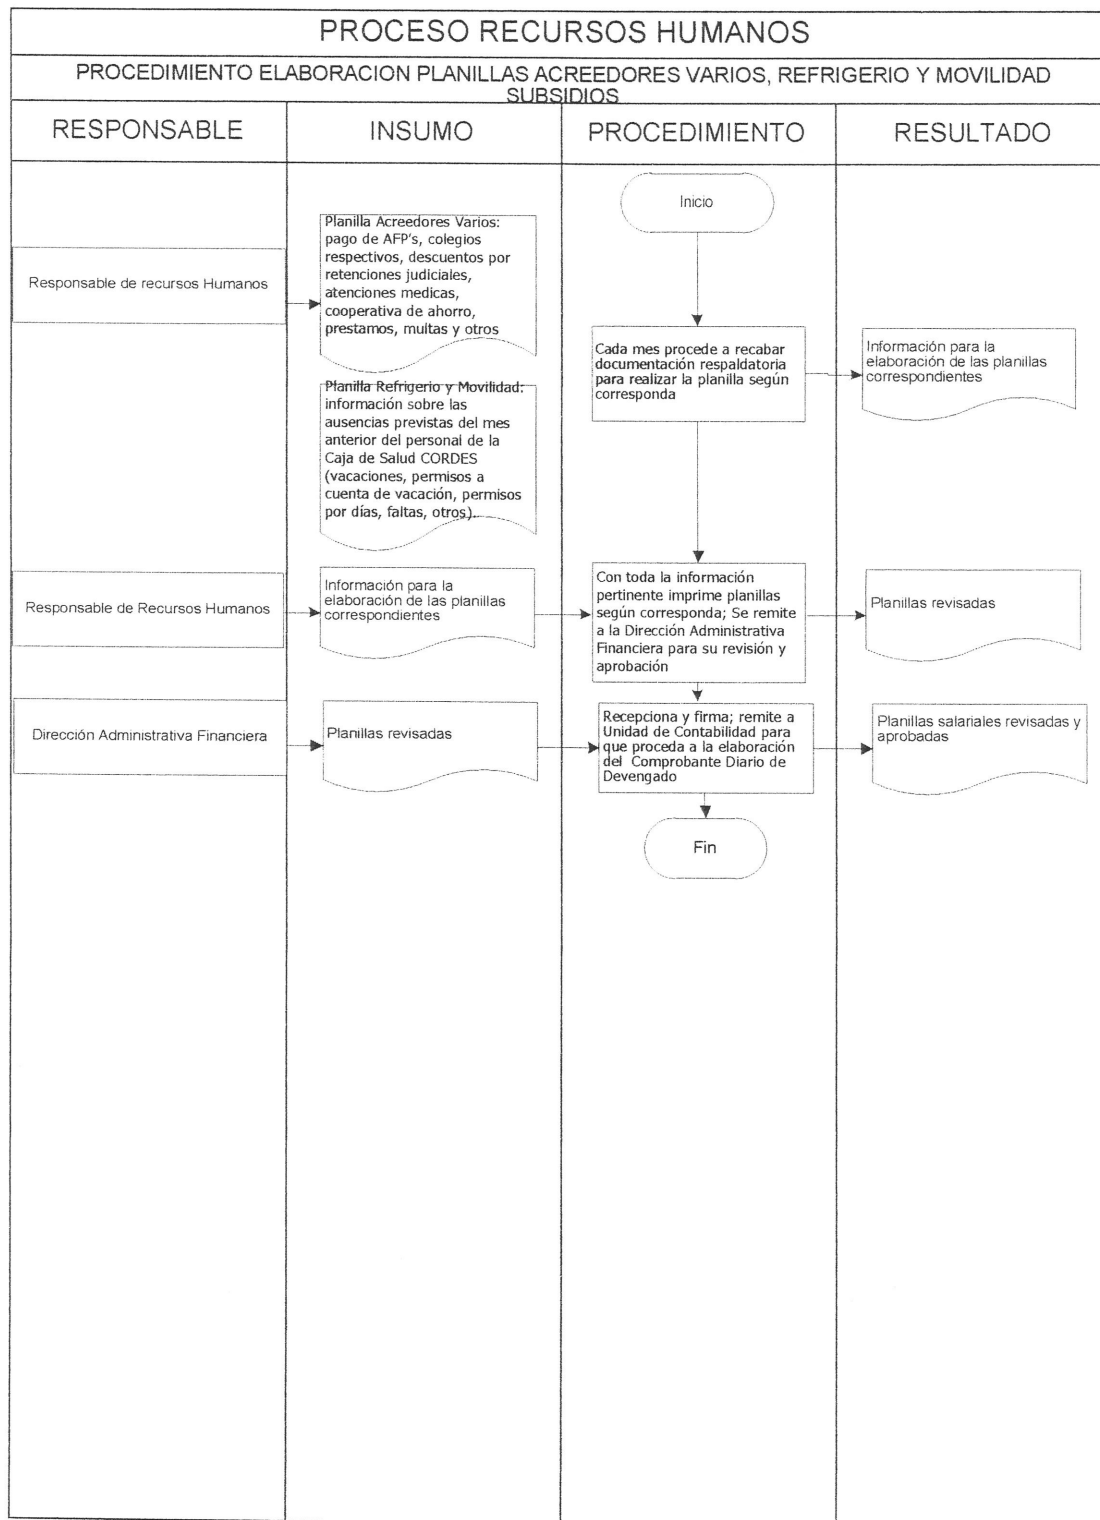 PROCESO RECURSOS HUMANOS
PROCEDIMIENTO ELABORACION PLANILLAS ACREEDORES VARIOS, REFRIGERIO Y MOVILIDAD
SUBSIDIOS
RESPONSABLE
INSUMO
PROCEDIMIENTO
RESULTADO
Inicio
Responsable de recursos Humanos
Planilla Acreedores Varios:
pago de AFP's, colegios
respectivos, descuentos por
retenciones judiciales,
atenciones medicas,
cooperativa de ahorro,
prestamos, multas y otros
Planilla Refrigerio y Movilidad:
información sobre las
ausencias previstas del mes
anterior del personal de la
Caja de Salud CORDES
(vacaciones, permisos a
cuenta de vacación, permisos
por días, faltas, otros).
Cada mes procede a recabar
documentación respaldatoria
para realizar la planilla según
corresponda
Información para la
elaboración de las planillas
correspondientes
Responsable de Recursos Humanos
Información para la
elaboración de las planillas
correspondientes
Con toda la información
pertinente imprime planillas
según corresponda; Se remite
a la Dirección Administrativa
Financiera para su revisión y
aprobación
Planillas revisadas
Dirección Administrativa Financiera
Planillas revisadas
Recepciona y firma; remite a
Unidad de Contabilidad para
que proceda a la elaboración
del Comprobante Diario de
Devengado
Planillas salariales revisadas y
aprobadas
Fin